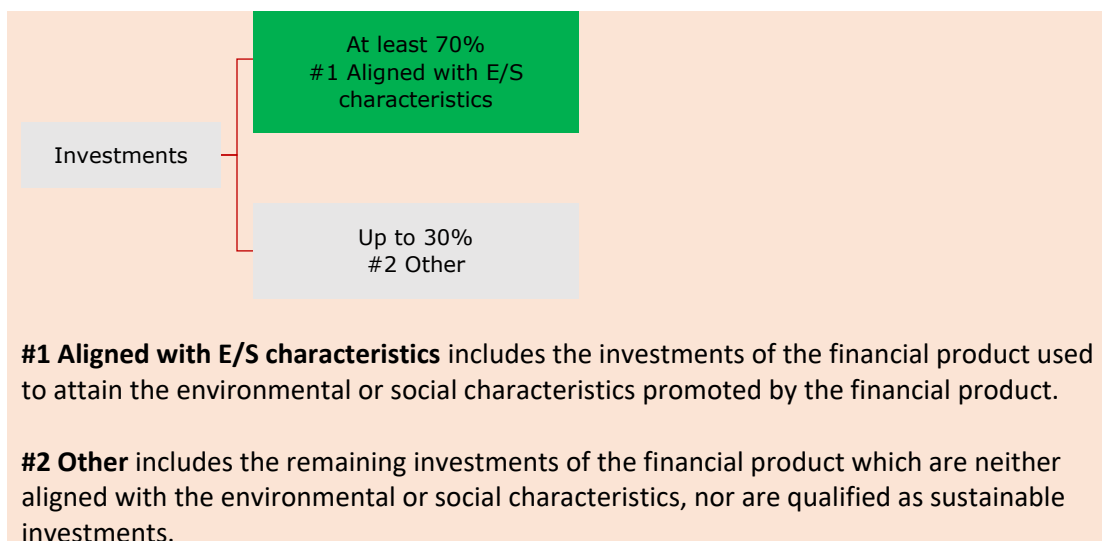 At least 70%
#1 Aligned with E/S
characteristics
Investments
Up to 30%
#2 Other
#1 Aligned with E/S characteristics includes the investments of the financial product used
to attain the environmental or social characteristics promoted by the financial product.
#2 Other includes the remaining investments of the financial product which are neither
aligned with the environmental or social characteristics, nor are qualified as sustainable
investments.